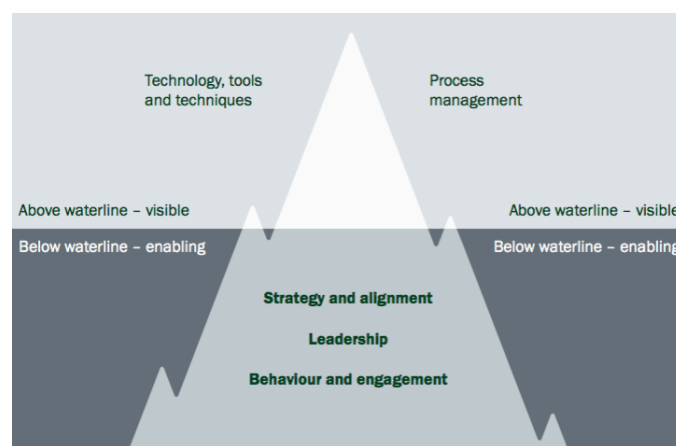 Technology, tools
and techniques
Process
management
Above waterline – visible
Above waterline – visible
Below waterline – enabling
Below waterline – enabling
Strategy and alignment
Leadership
Behaviour and engagement